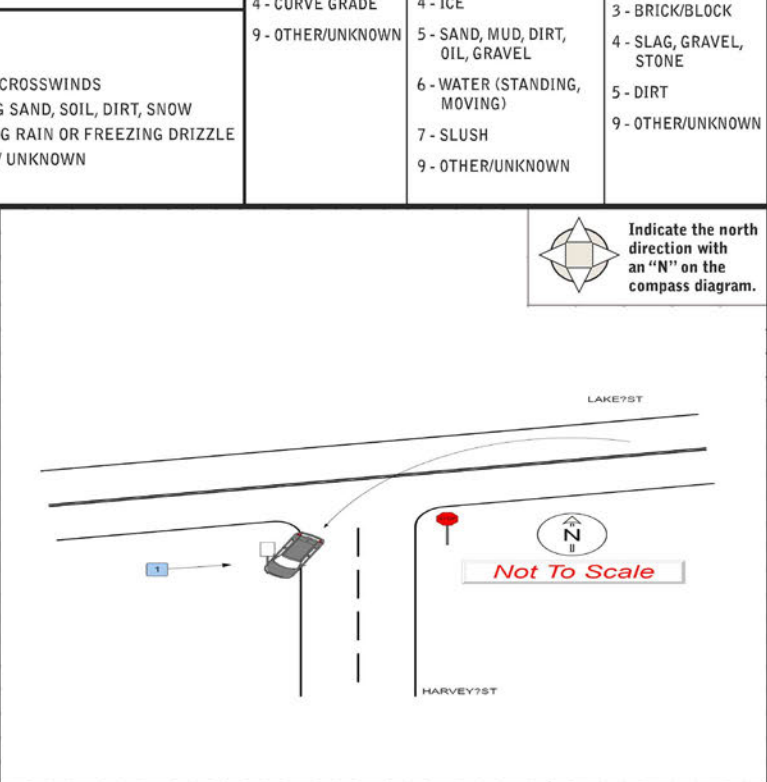 4 - CURVE GRADE
9 - OTHER/UNKNOWN
4 - ICE
5 - SAND, MUD, DIRT,
OIL, GRAVEL
6 - WATER (STANDING,
MOVING)
7 - SLUSH
9 - OTHER/UNKNOWN
3 - BRICK/BLOCK
4 - SLAG, GRAVEL,
STONE
5 - DIRT
9 - OTHER/UNKNOWN
CROSSWINDS
G SAND, SOIL, DIRT, SNOW
G RAIN OR FREEZING DRIZZLE
/ UNKNOWN
Indicate the north
direction with
an “N” on the
compass diagram.
LAKE?ST
N
1
Not To Scale
HARVEY?ST